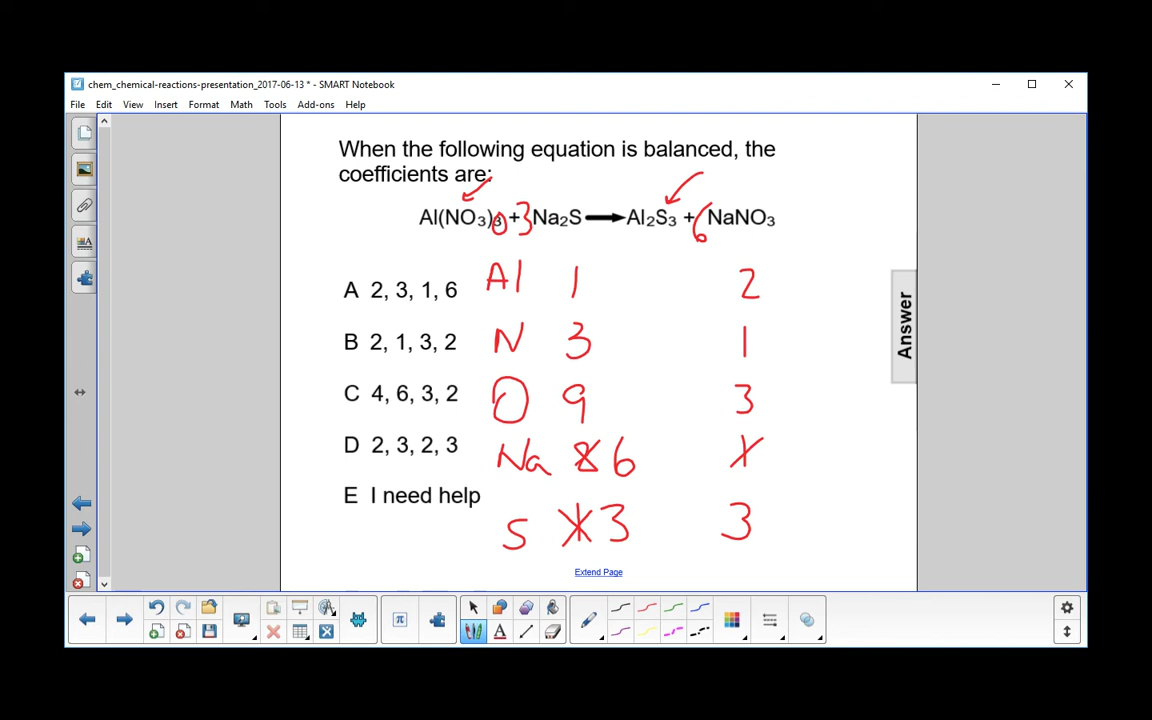 chem_chemical-reactions-presentation_2017-06-13 * - SMART Notebook
File Edit View Insert Format Math Tools Add-ons Help
When the following equation is balanced, the
coefficients are:
Al(NO₃)₃ + 3 Na₂S → Al₂S₃ + 6 NaNO₃
A 2, 3, 1, 6
B 2, 1, 3, 2
C 4, 6, 3, 2
D 2, 3, 2, 3
E I need help
Al 1 2
N 3 1
O 9 3
Na 2 6 1
S 1 3 3
Answer
Extend Page